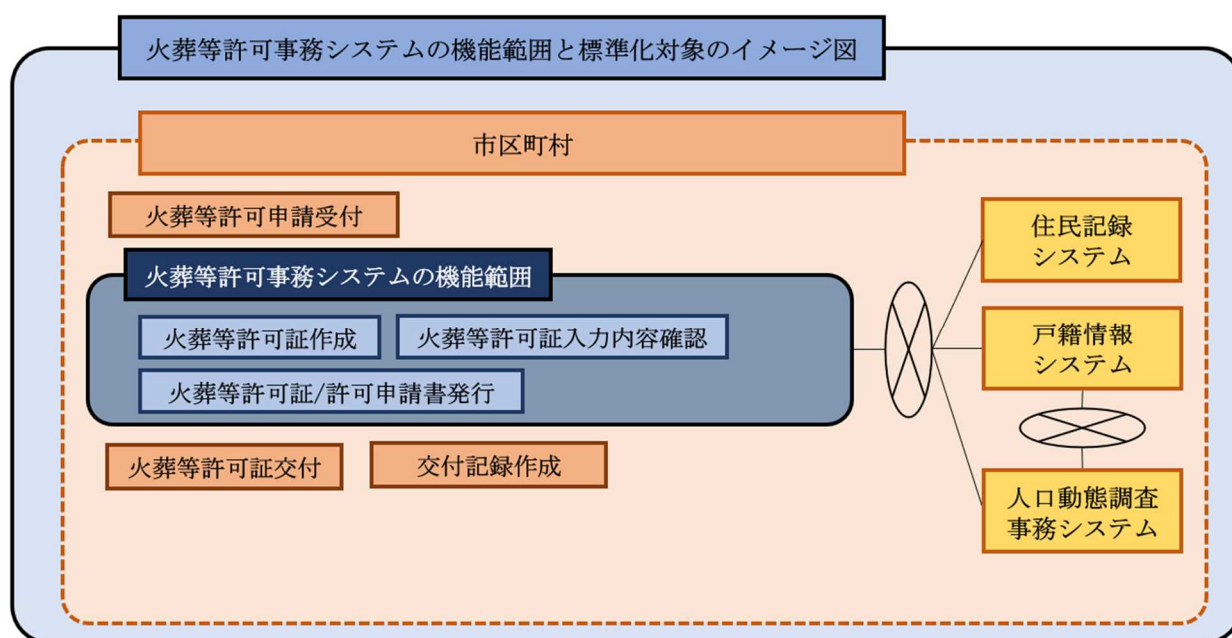 火葬等許可事務システムの機能範囲と標準化対象のイメージ図
市区町村
火葬等許可申請受付
火葬等許可事務システムの機能範囲
火葬等許可証作成
火葬等許可証入力内容確認
火葬等許可証/許可申請書発行
火葬等許可証交付
交付記録作成
住民記録
システム
戸籍情報
システム
人口動態調査
事務システム